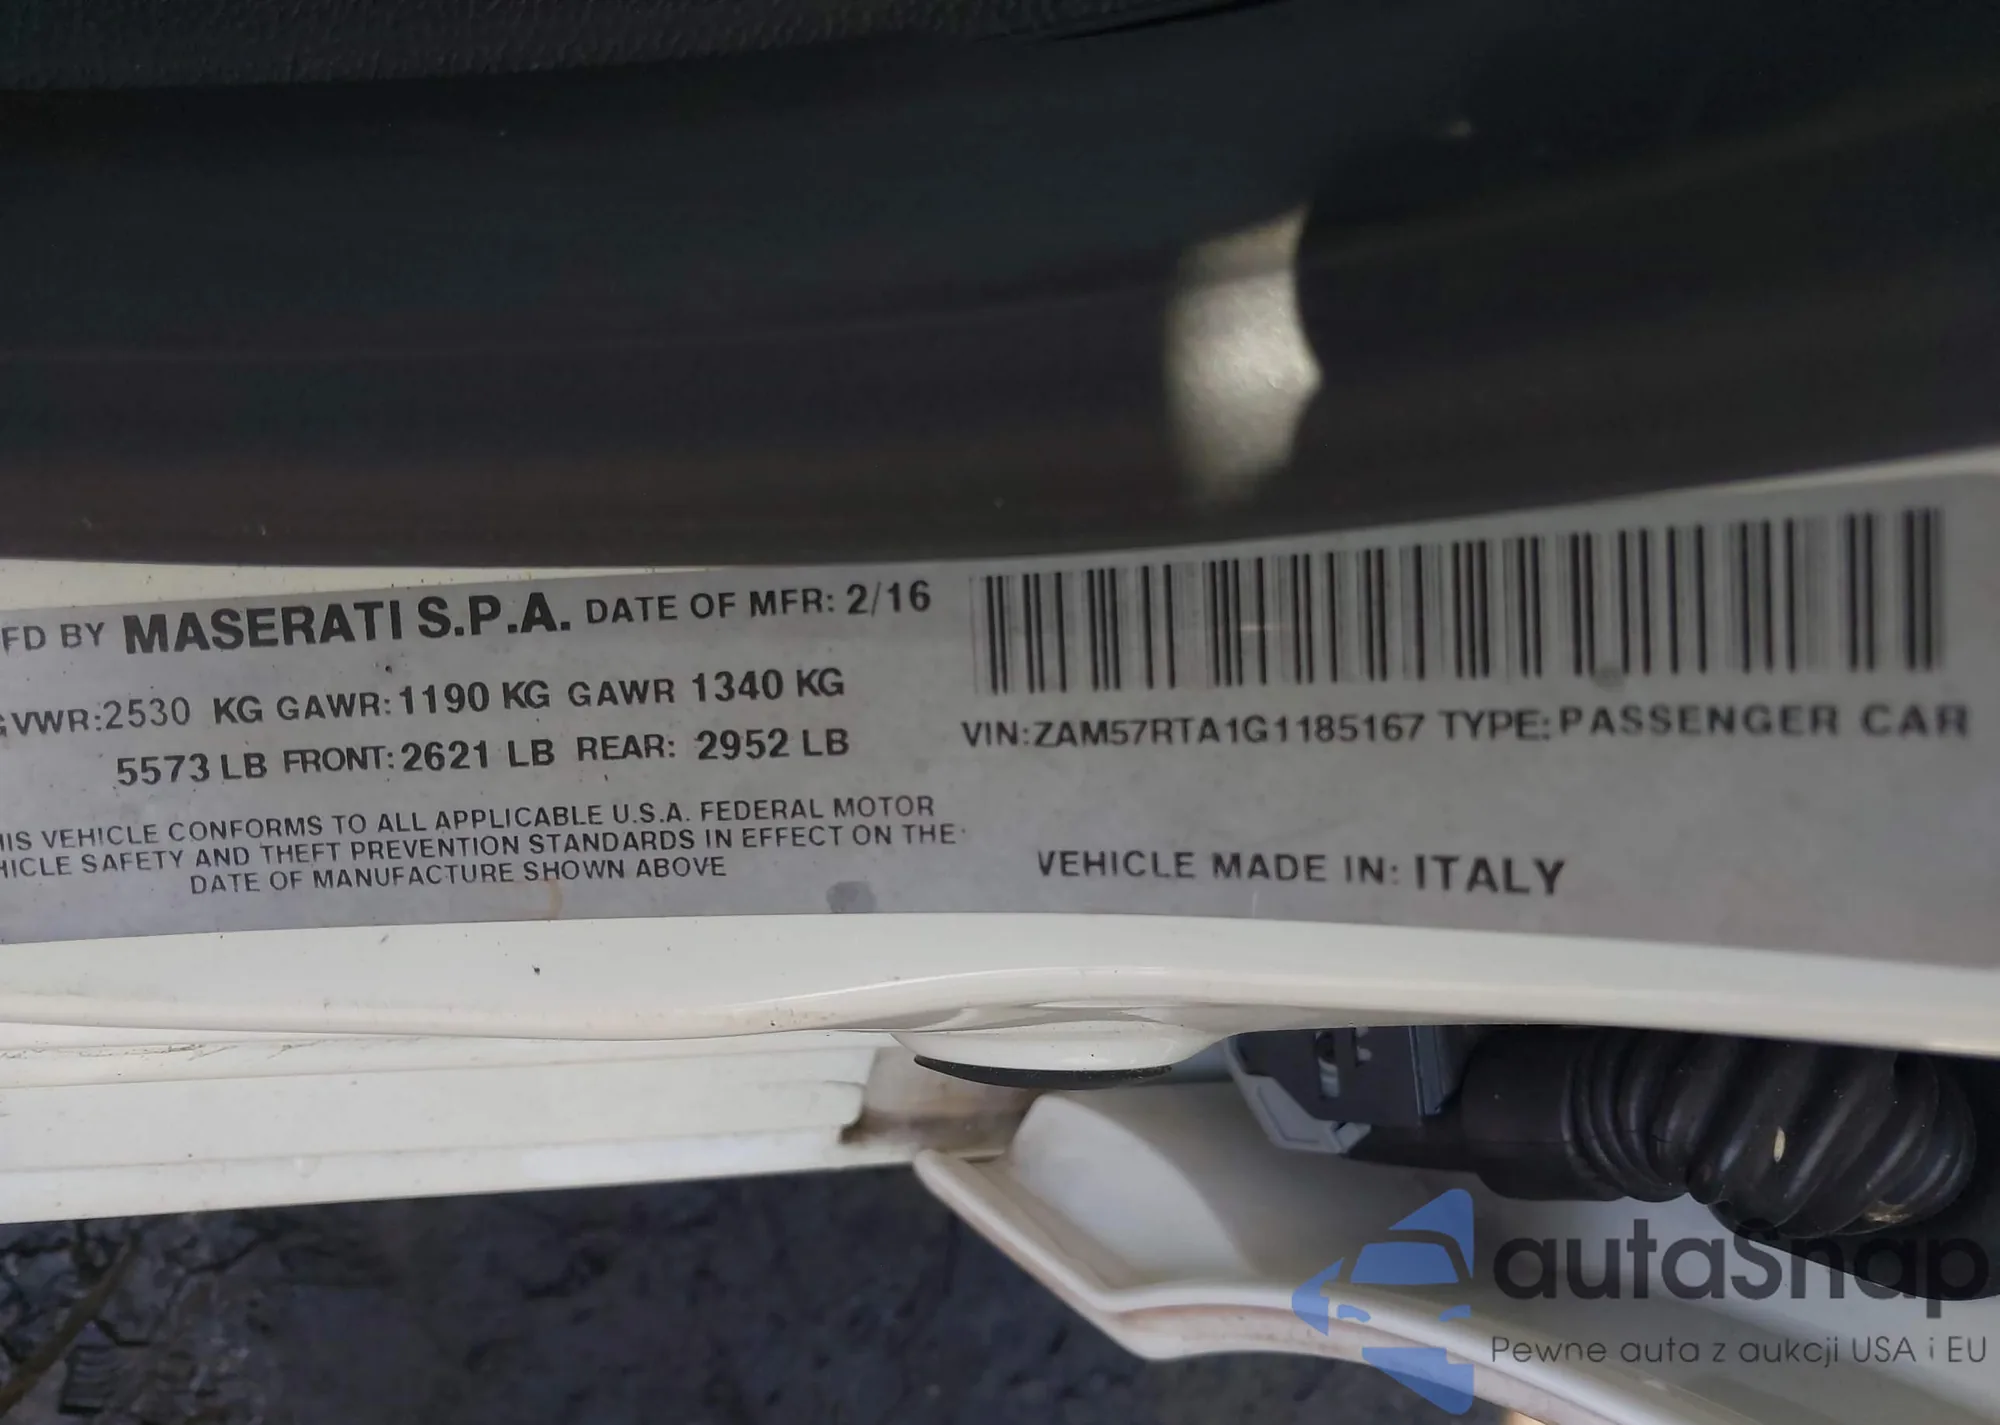 FD BY MASERATI S.P.A. DATE OF MFR: 2/16
GVWR:2530 KG GAWR:1190 KG GAWR 1340 KG
5573 LB FRONT:2621 LB REAR: 2952 LB
HIS VEHICLE CONFORMS TO ALL APPLICABLE U.S.A. FEDERAL MOTOR
HICLE SAFETY AND THEFT PREVENTION STANDARDS IN EFFECT ON THE
DATE OF MANUFACTURE SHOWN ABOVE
VIN:ZAM57RTA1G1185167 TYPE:PASSENGER CAR
VEHICLE MADE IN: ITALY
autaSnap
Pewne auta z aukcji USA i EU